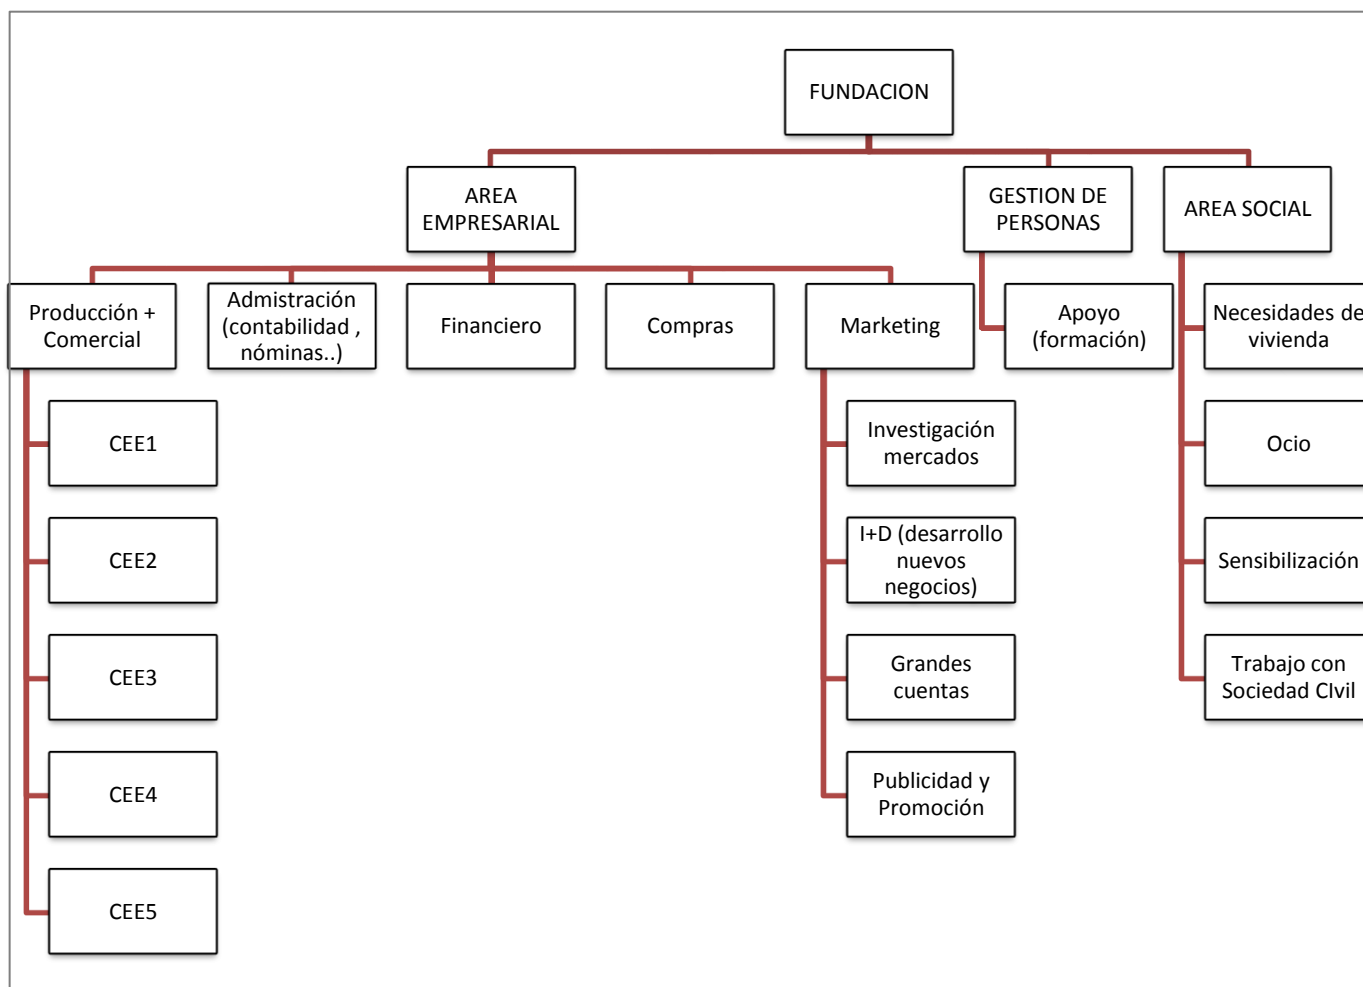 FUNDACION
AREA
EMPRESARIAL
GESTION DE
PERSONAS
AREA SOCIAL
Producción +
Comercial
Admistración
(contabilidad ,
nóminas..)
Financiero
Compras
Marketing
Apoyo
(formación)
Necesidades de
vivienda
CEE1
Investigación
mercados
Ocio
CEE2
I+D (desarrollo
nuevos
negocios)
Sensibilización
CEE3
Grandes
cuentas
Trabajo con
Sociedad CIvil
CEE4
Publicidad y
Promoción
CEE5